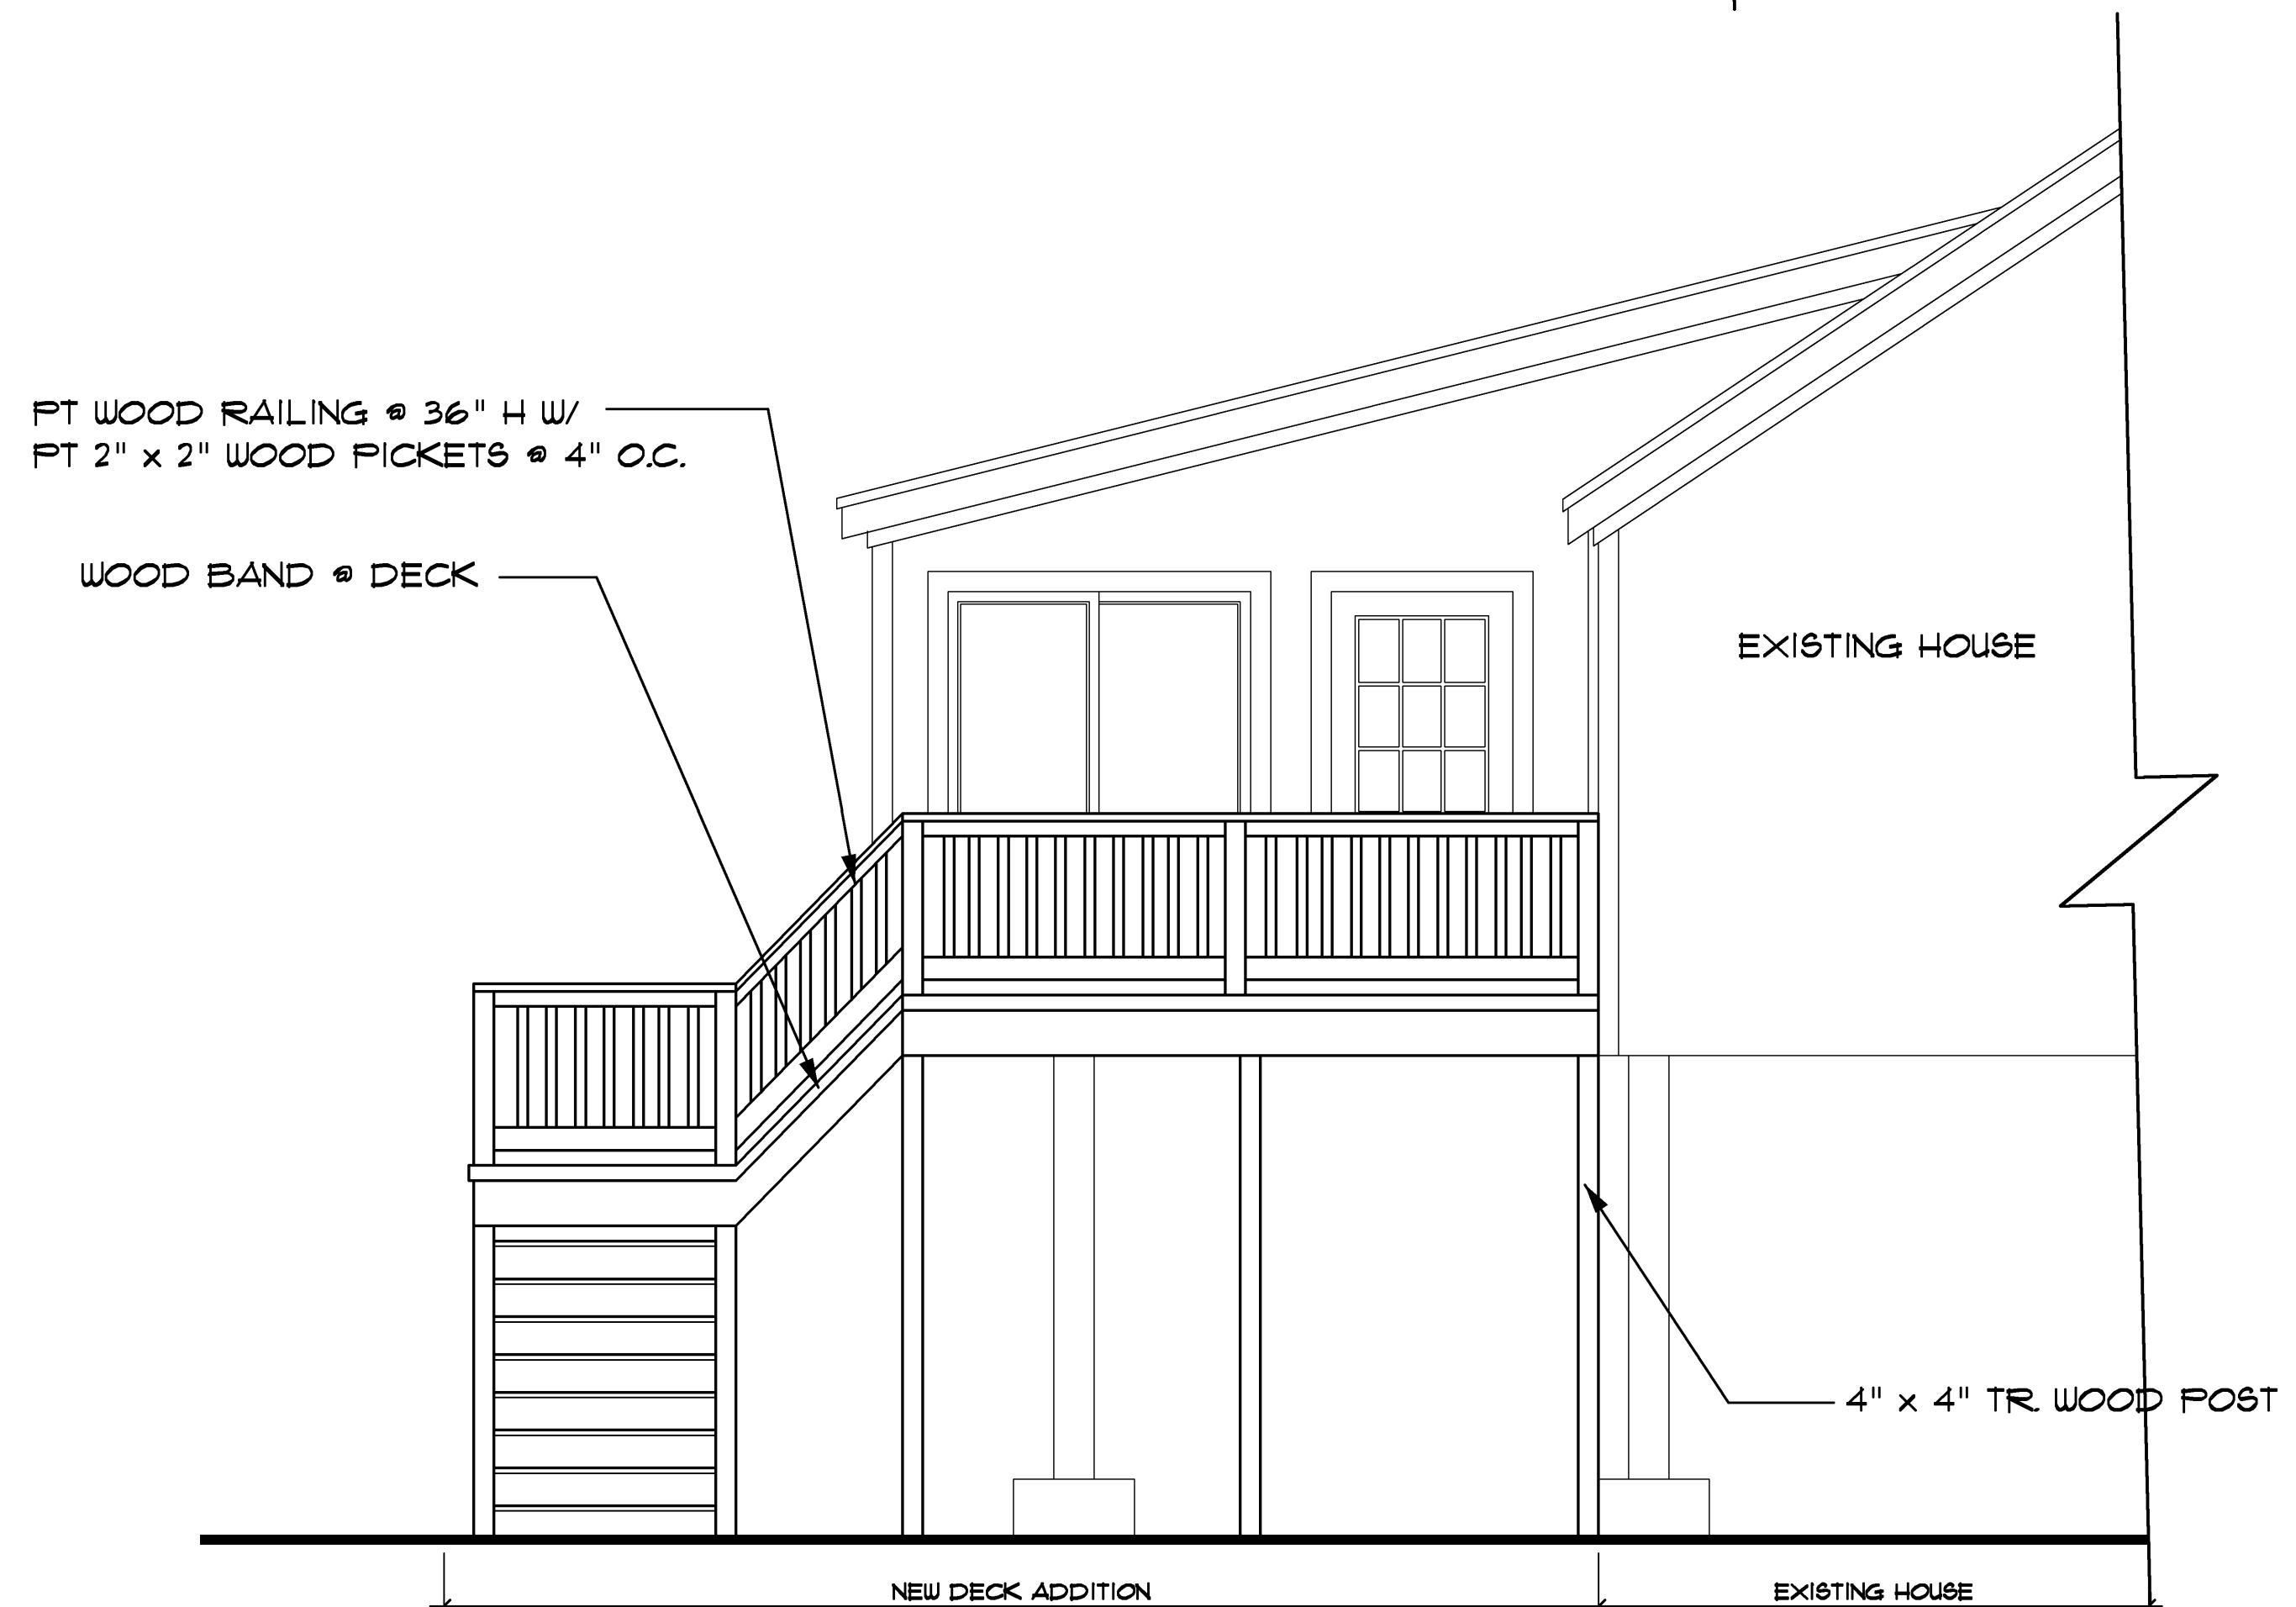 PT WOOD RAILING @ 36" H W/
PT 2" x 2" WOOD PICKETS @ 4" O.C.
WOOD BAND @ DECK
EXISTING HOUSE
4" x 4" TR. WOOD POST
NEW DECK ADDITION
EXISTING HOUSE